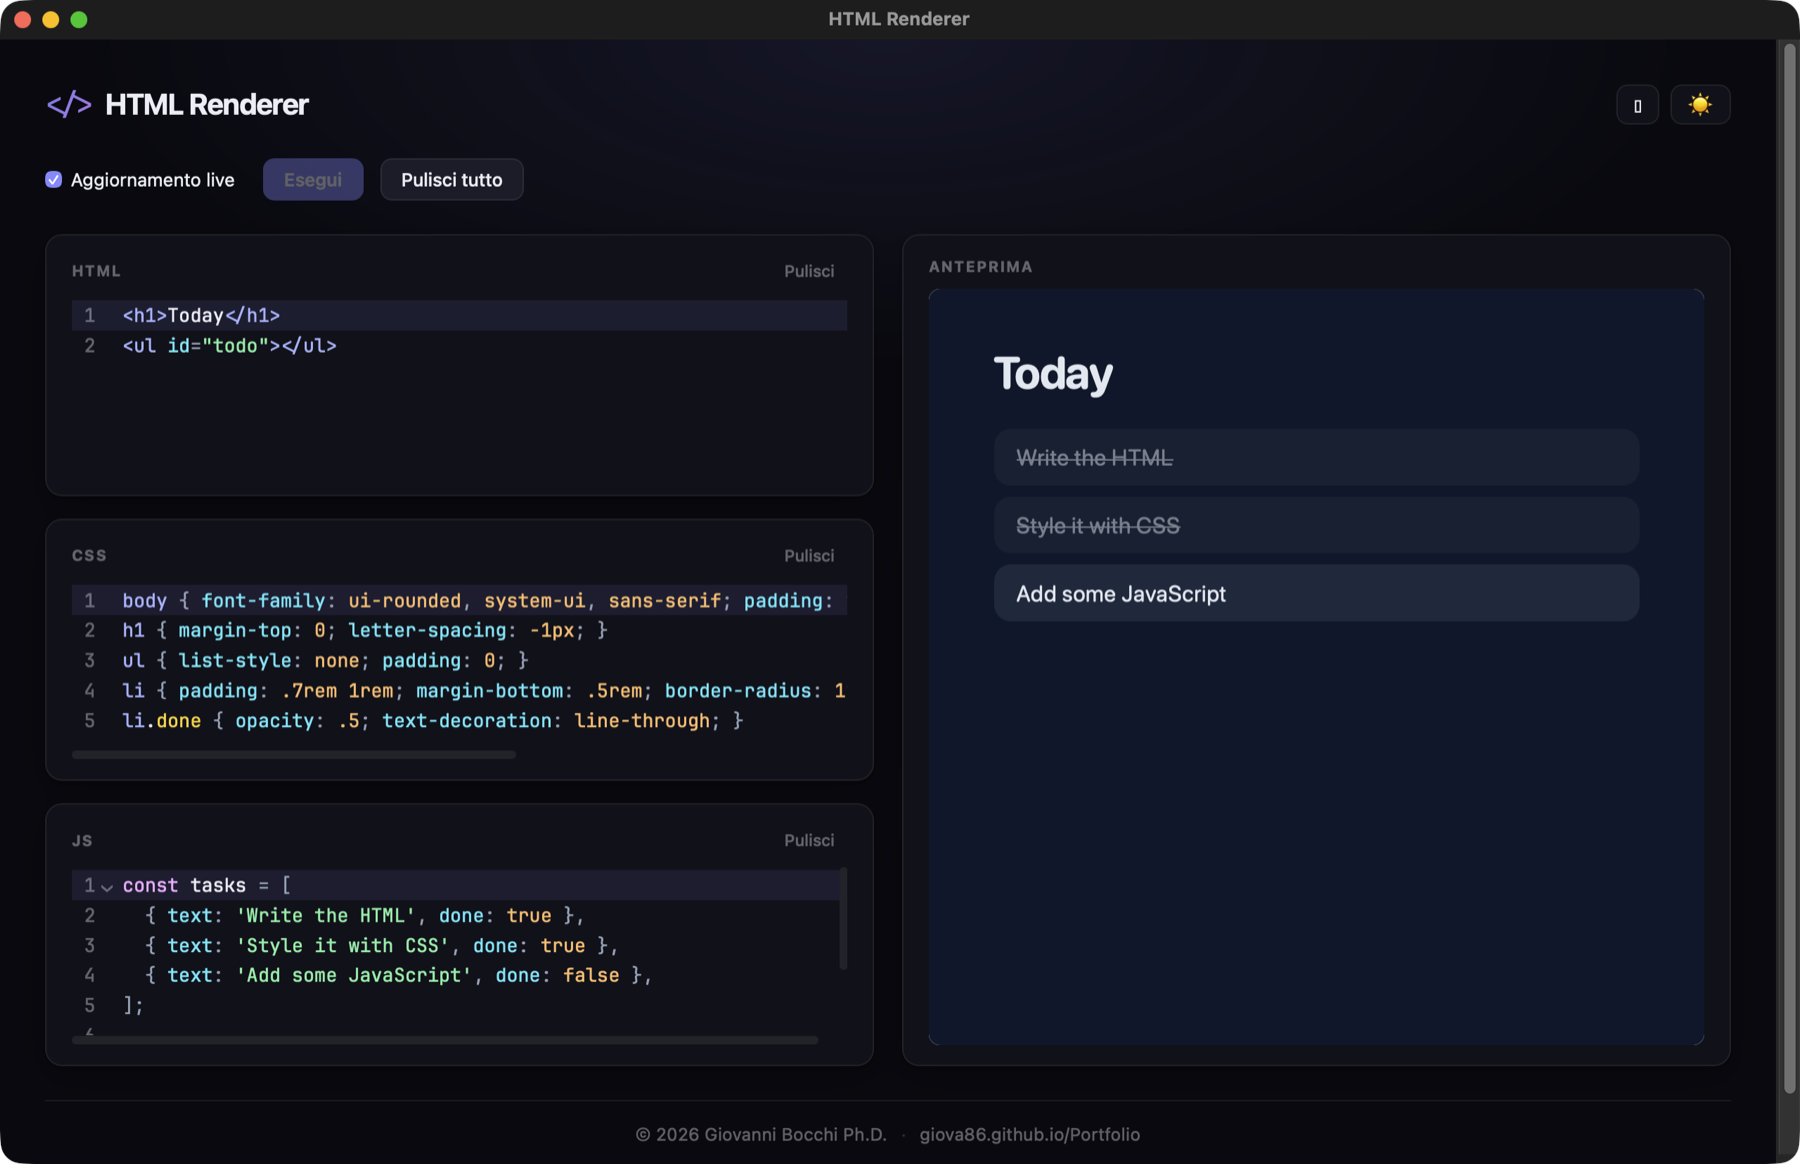 HTML Renderer
</> HTML Renderer
Aggiornamento live
Esegui
Pulisci tutto
HTML
Pulisci
1 <h1>Today</h1>
2 <ul id="todo"></ul>
CSS
Pulisci
1 body { font-family: ui-rounded, system-ui, sans-serif; padding:
2 h1 { margin-top: 0; letter-spacing: -1px; }
3 ul { list-style: none; padding: 0; }
4 li { padding: .7rem 1rem; margin-bottom: .5rem; border-radius: 1
5 li.done { opacity: .5; text-decoration: line-through; }
JS
Pulisci
1 const tasks = [
2 { text: 'Write the HTML', done: true },
3 { text: 'Style it with CSS', done: true },
4 { text: 'Add some JavaScript', done: false },
5 ];
ANTEPRIMA
Today
Write the HTML
Style it with CSS
Add some JavaScript
© 2026 Giovanni Bocchi Ph.D. · giova86.github.io/Portfolio